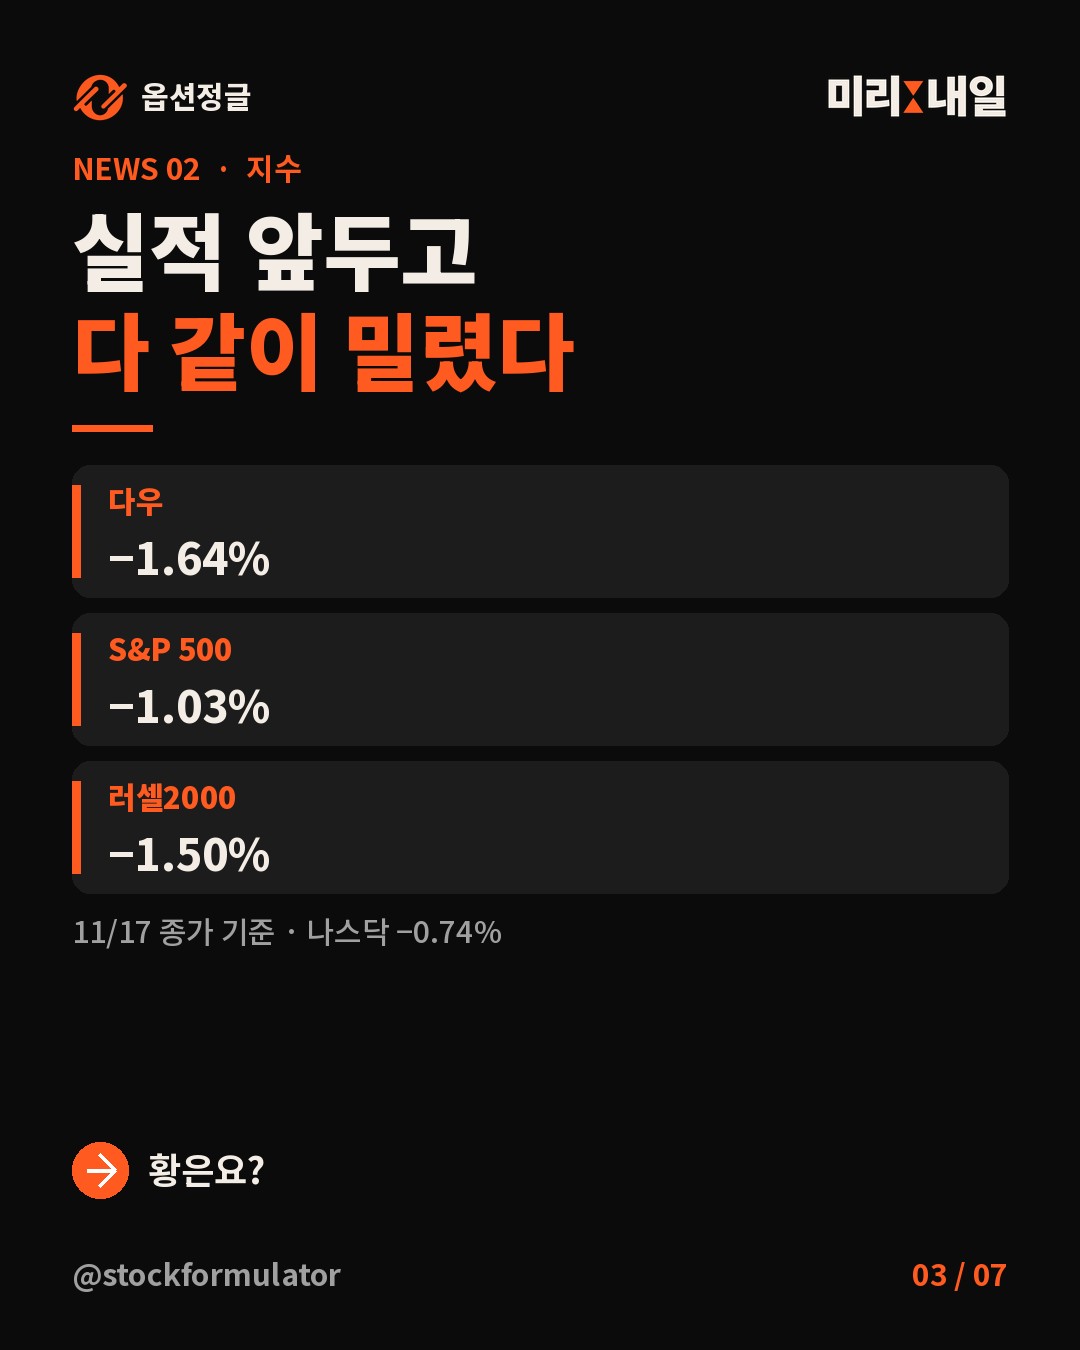 옵션정글
미리:내일
NEWS 02 · 지수
실적 앞두고
다 같이 밀렸다
다우
−1.64%
S&P 500
−1.03%
러셀2000
−1.50%
11/17 종가 기준 · 나스닥 −0.74%
황은요?
@stockformulator
03 / 07